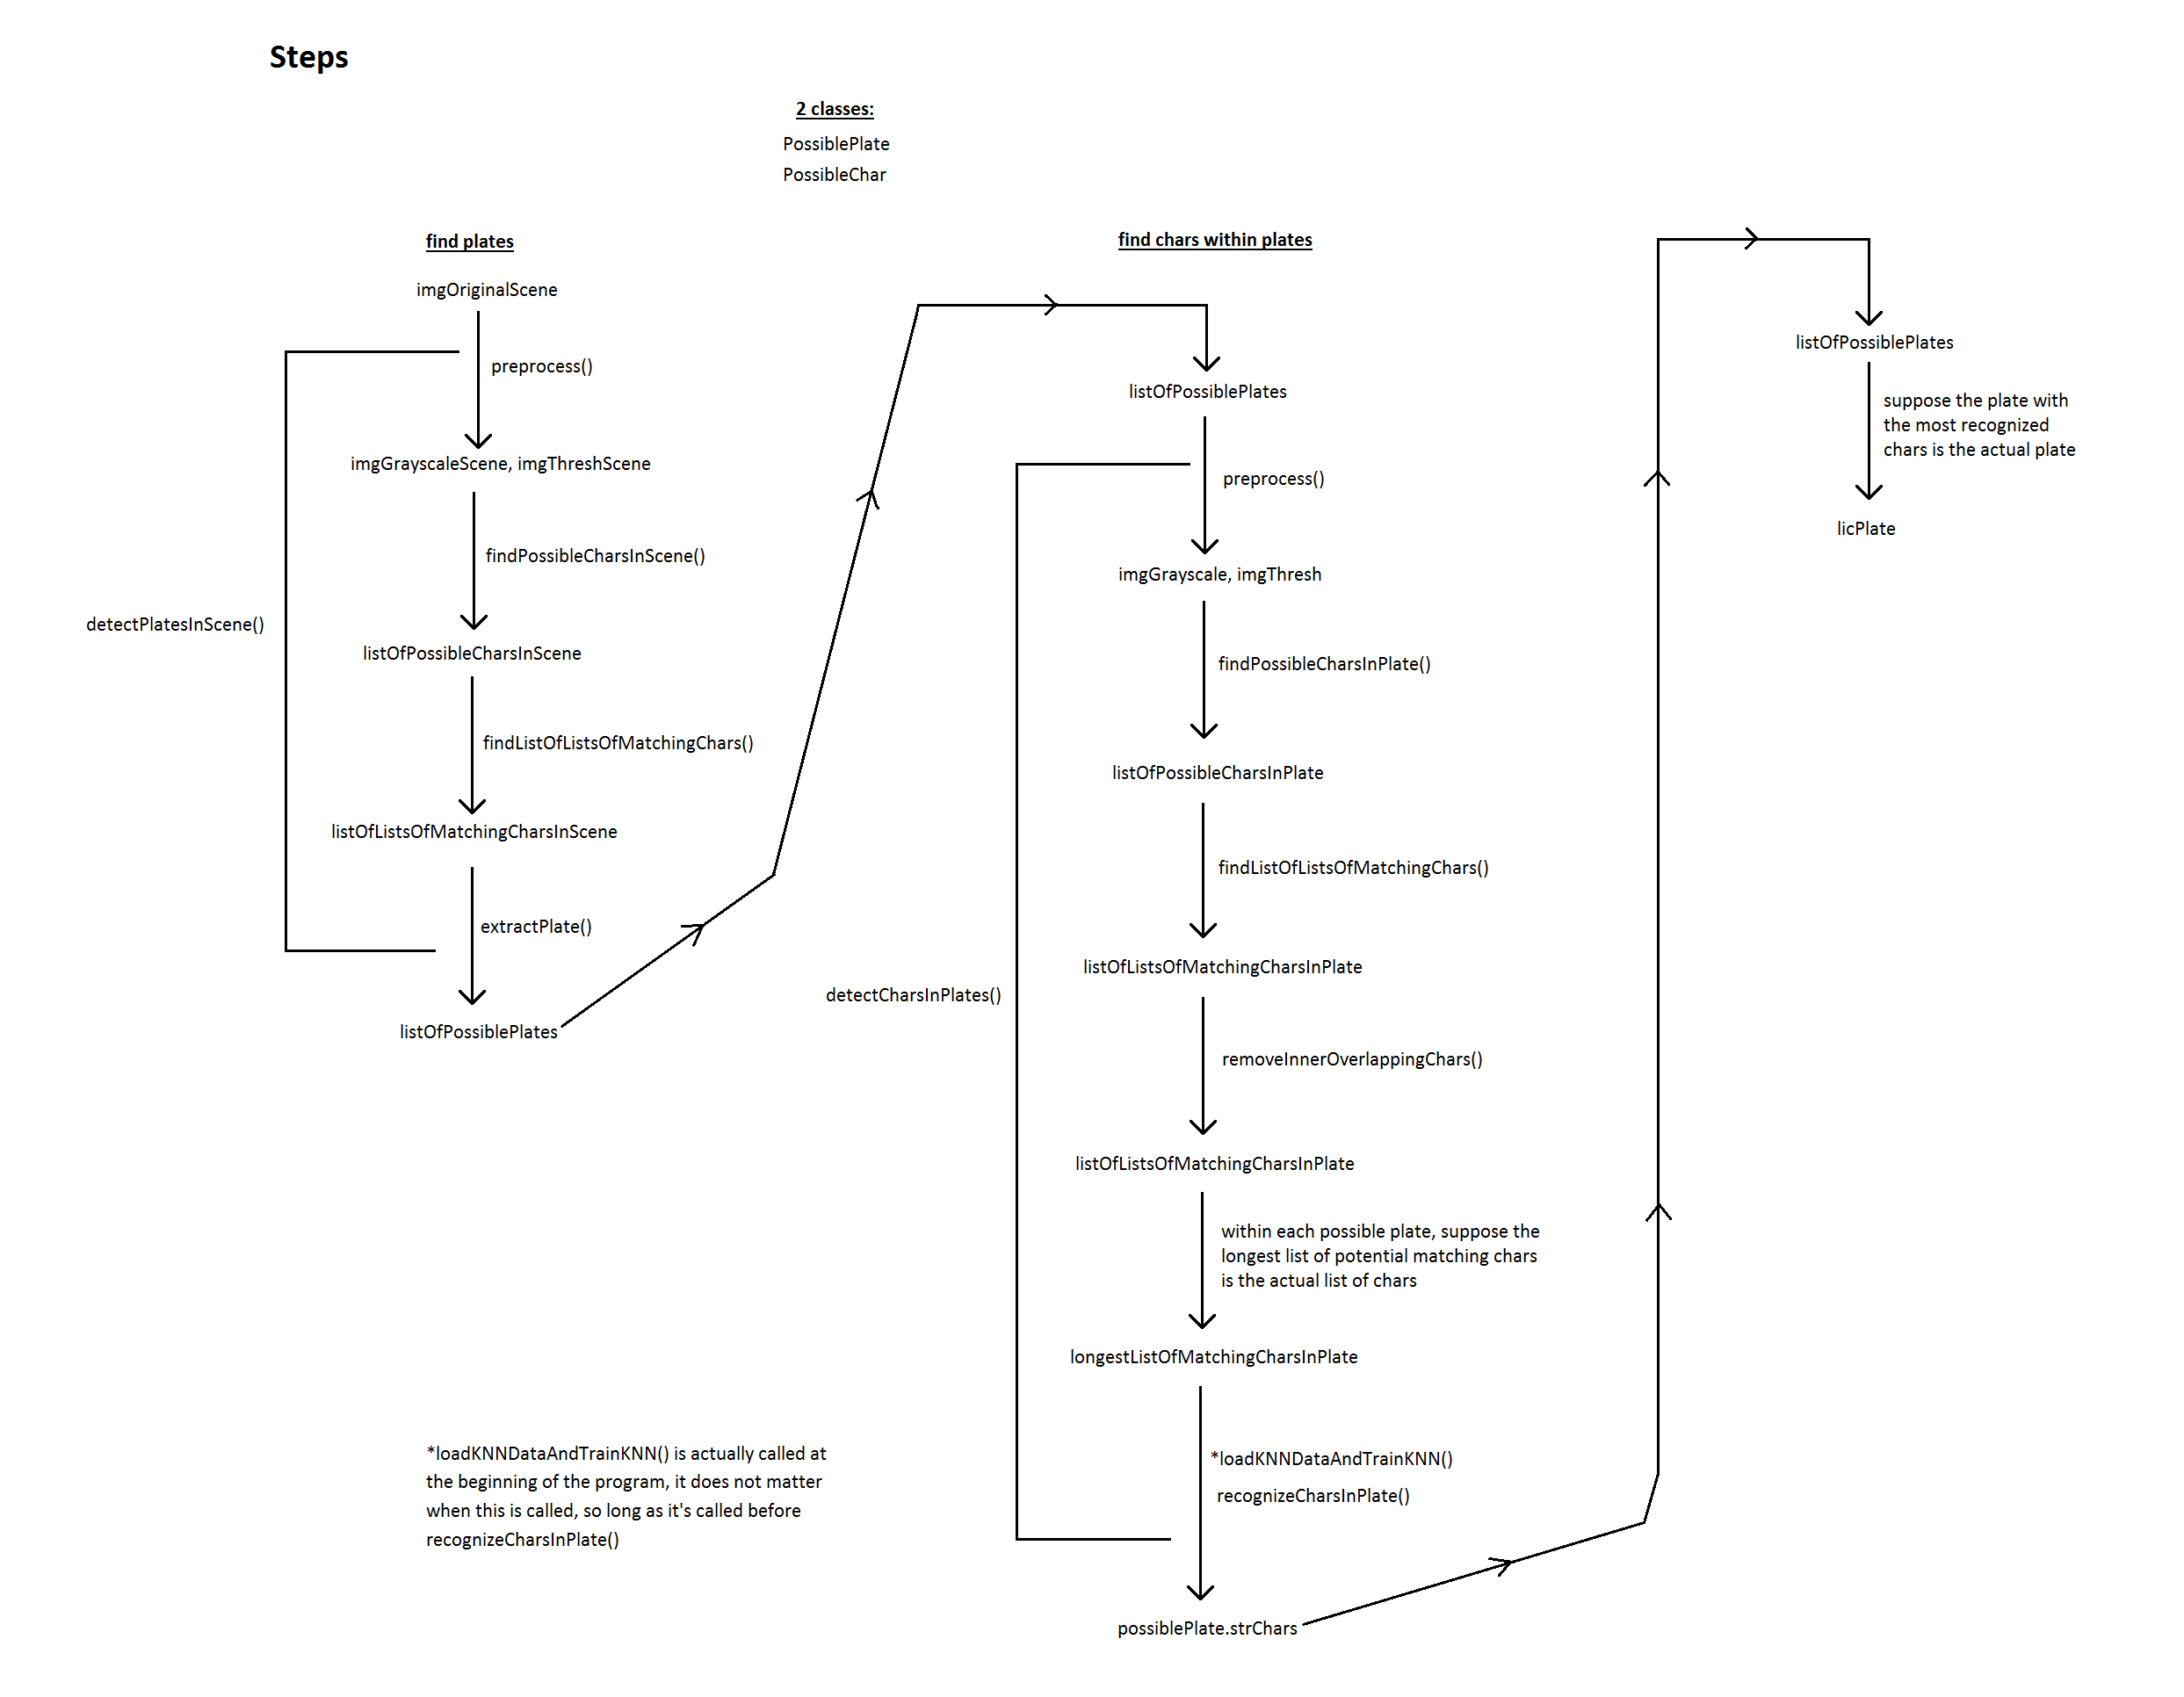 Steps
2 classes:
PossiblePlate
PossibleChar
find plates
imgOriginalScene
preprocess()
imgGrayscaleScene, imgThreshScene
findPossibleCharsInScene()
detectPlatesInScene()
listOfPossibleCharsInScene
findListOfListsOfMatchingChars()
listOfListsOfMatchingCharsInScene
extractPlate()
listOfPossiblePlates
find chars within plates
listOfPossiblePlates
preprocess()
imgGrayscale, imgThresh
findPossibleCharsInPlate()
listOfPossibleCharsInPlate
findListOfListsOfMatchingChars()
listOfListsOfMatchingCharsInPlate
detectCharsInPlates()
removeInnerOverlappingChars()
listOfListsOfMatchingCharsInPlate
within each possible plate, suppose the
longest list of potential matching chars
is the actual list of chars
longestListOfMatchingCharsInPlate
*loadKNNDataAndTrainKNN()
recognizeCharsInPlate()
possiblePlate.strChars
listOfPossiblePlates
suppose the plate with
the most recognized
chars is the actual plate
licPlate
*loadKNNDataAndTrainKNN() is actually called at
the beginning of the program, it does not matter
when this is called, so long as it's called before
recognizeCharsInPlate()